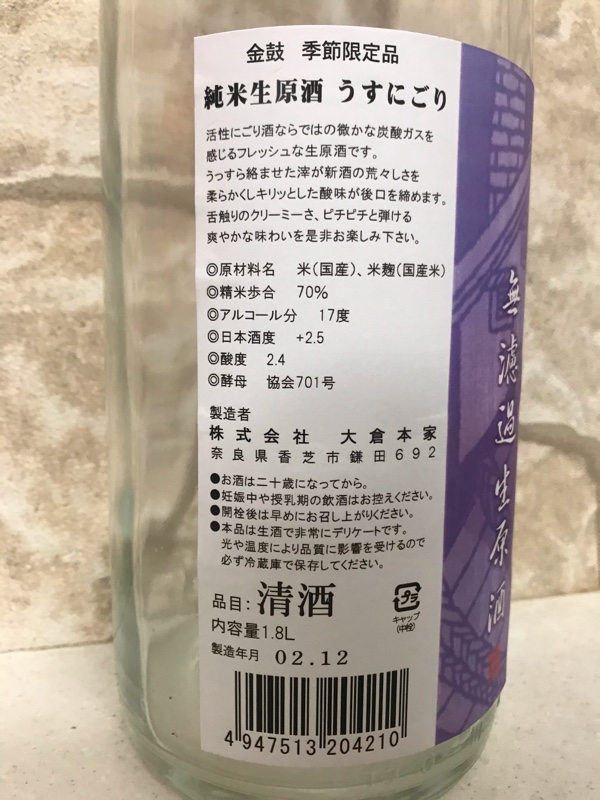 金鼓 季節限定品
純米生原酒 うすにごり
活性にごり酒ならではの微かな炭酸ガスを
感じるフレッシュな生原酒です。
うっすら絡ませた滓が新酒の荒々しさを
柔らかくしキリッとした酸味が後口を締めます。
舌触りのクリーミーさ、ピチピチと弾ける
爽やかな味わいを是非お楽しみ下さい。
◎原材料名 米(国産)、米麹(国産米)
◎精米歩合 70%
◎アルコール分 17度
◎日本酒度 +2.5
◎酸度 2.4
◎酵母 協会701号
製造者
株式会社 大倉本家
奈良県香芝市鎌田692
●お酒は二十歳になってから。
●妊娠中や授乳期の飲酒はお控えください。
●開栓後は早めにお召し上がりください。
●本品は生酒で非常にデリケートです。
光や温度により品質に影響を受けるので
必ず冷蔵庫で保存してください。
品目:清酒
内容量1.8L
製造年月 02.12
プラ
キャップ
(中栓)
4 947513 204210
無濾過生原酒